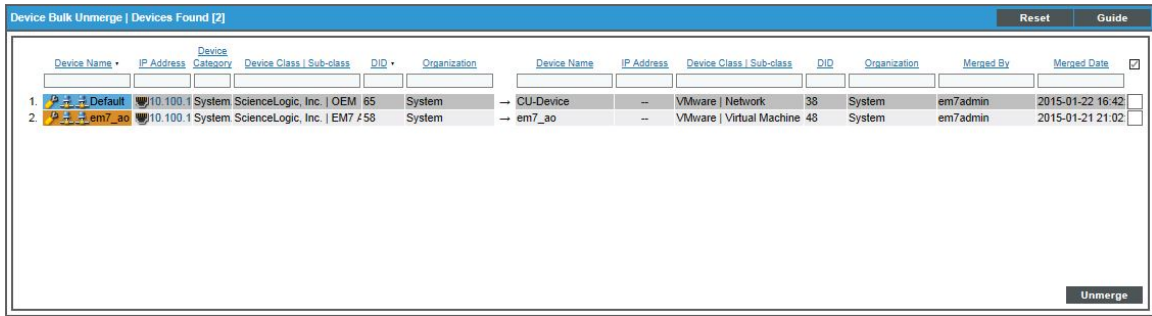 Device Bulk Unmerge | Devices Found [2] Reset Guide
Device Name IP Address Device Category Device Class | Sub-class DID Organization Device Name IP Address Device Class | Sub-class DID Organization Merged By Merged Date
1. Default 10.100.1 System ScienceLogic, Inc. | OEM 65 System → CU-Device -- VMware | Network 38 System em7admin 2015-01-22 16:42:
2. em7_ao 10.100.1 System ScienceLogic, Inc. | EM7 58 System → em7_ao -- VMware | Virtual Machine 48 System em7admin 2015-01-21 21:02:
Unmerge